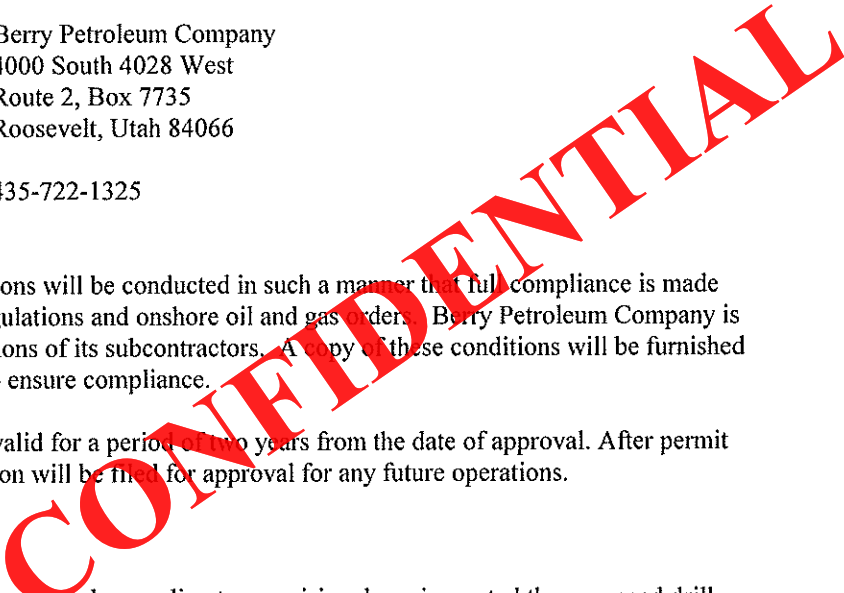 Berry Petroleum Company
4000 South 4028 West
Route 2, Box 7735
Roosevelt, Utah 84066
435-722-1325
ons will be conducted in such a manner that full compliance is made
gulations and onshore oil and gas orders. Berry Petroleum Company is
ions of its subcontractors. A copy of these conditions will be furnished
ensure compliance.
valid for a period of two years from the date of approval. After permit
on will be filed for approval for any future operations.
CONFIDENTIAL